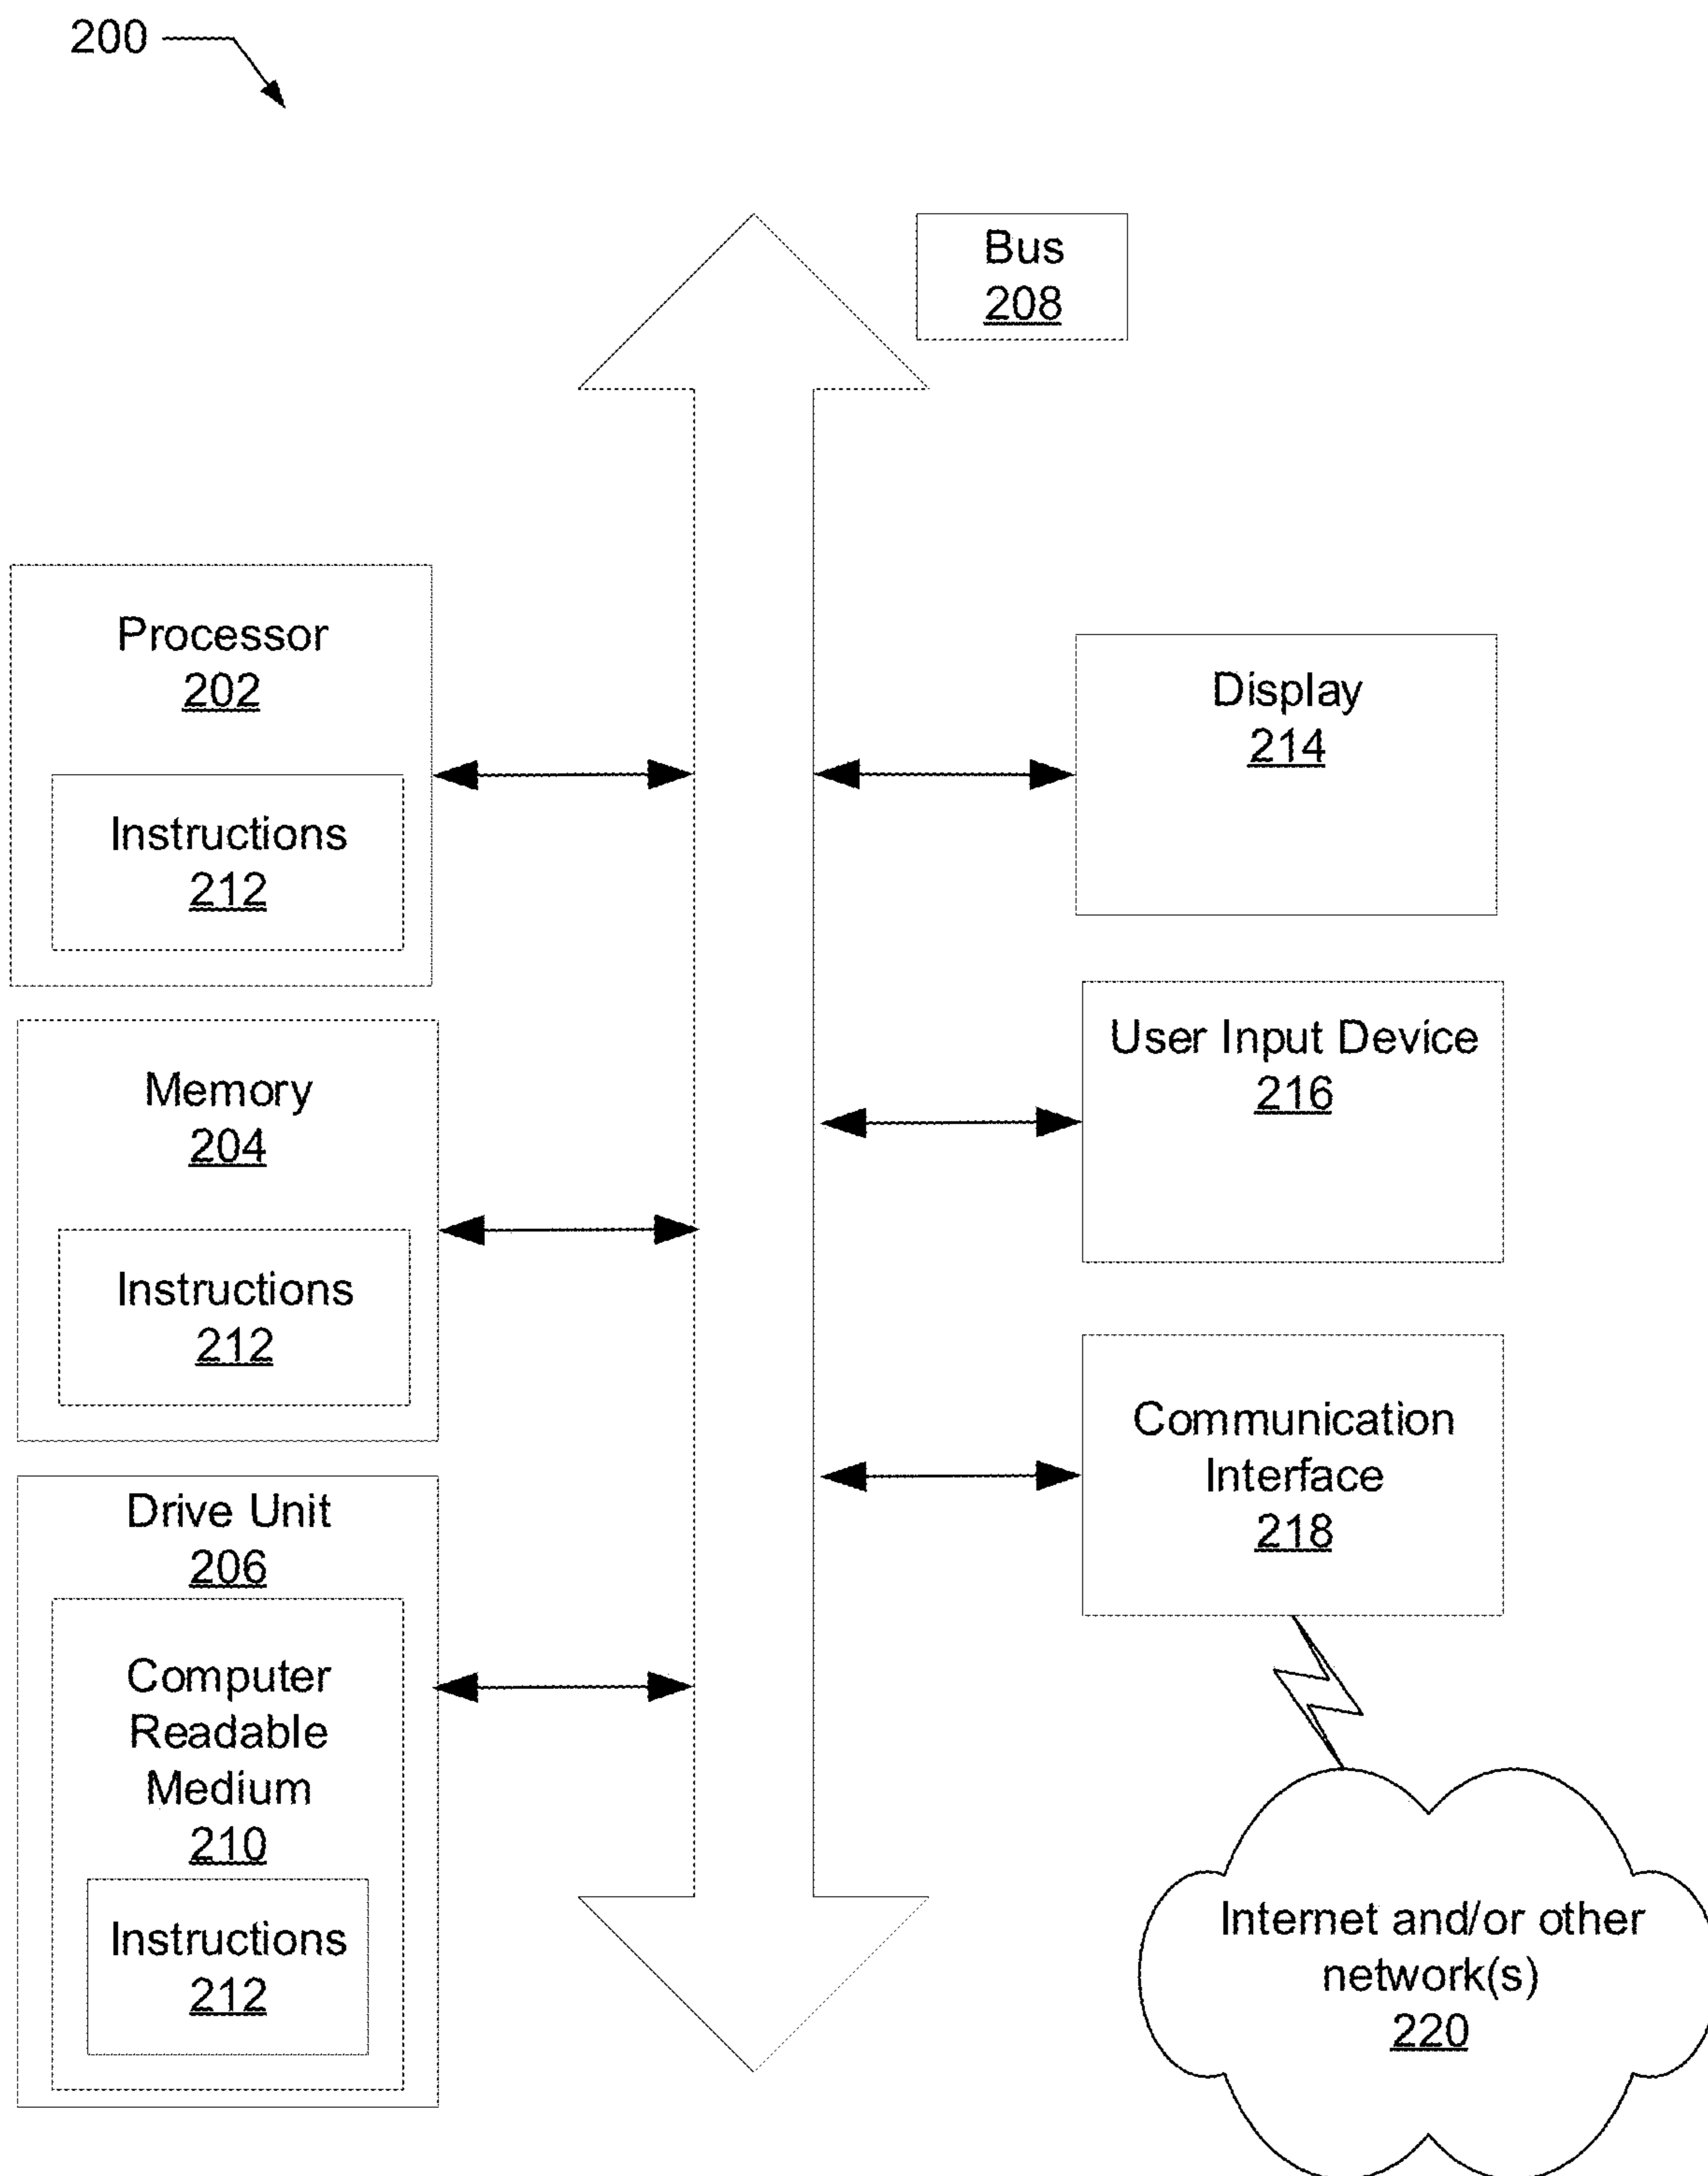 200
Bus
208
Processor
202
Instructions
212
Memory
204
Instructions
212
Drive Unit
206
Computer
Readable
Medium
210
Instructions
212
Display
214
User Input Device
216
Communication
Interface
218
Internet and/or other
network(s)
220